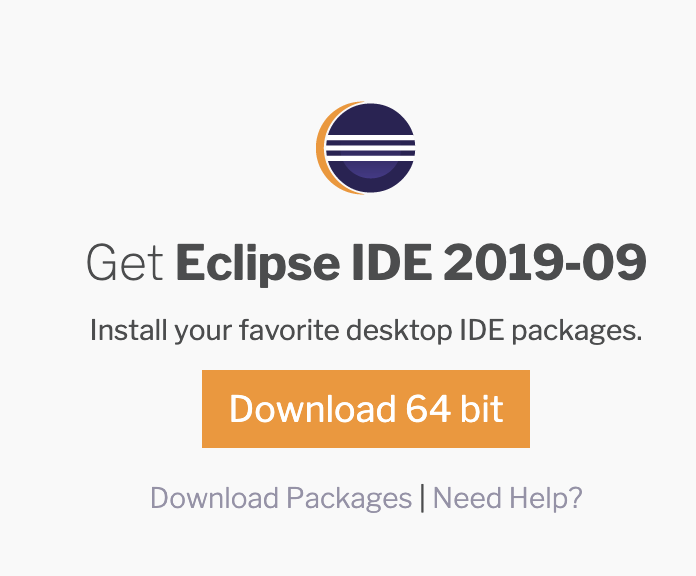 Get Eclipse IDE 2019-09
Install your favorite desktop IDE packages.
Download 64 bit
Download Packages | Need Help?